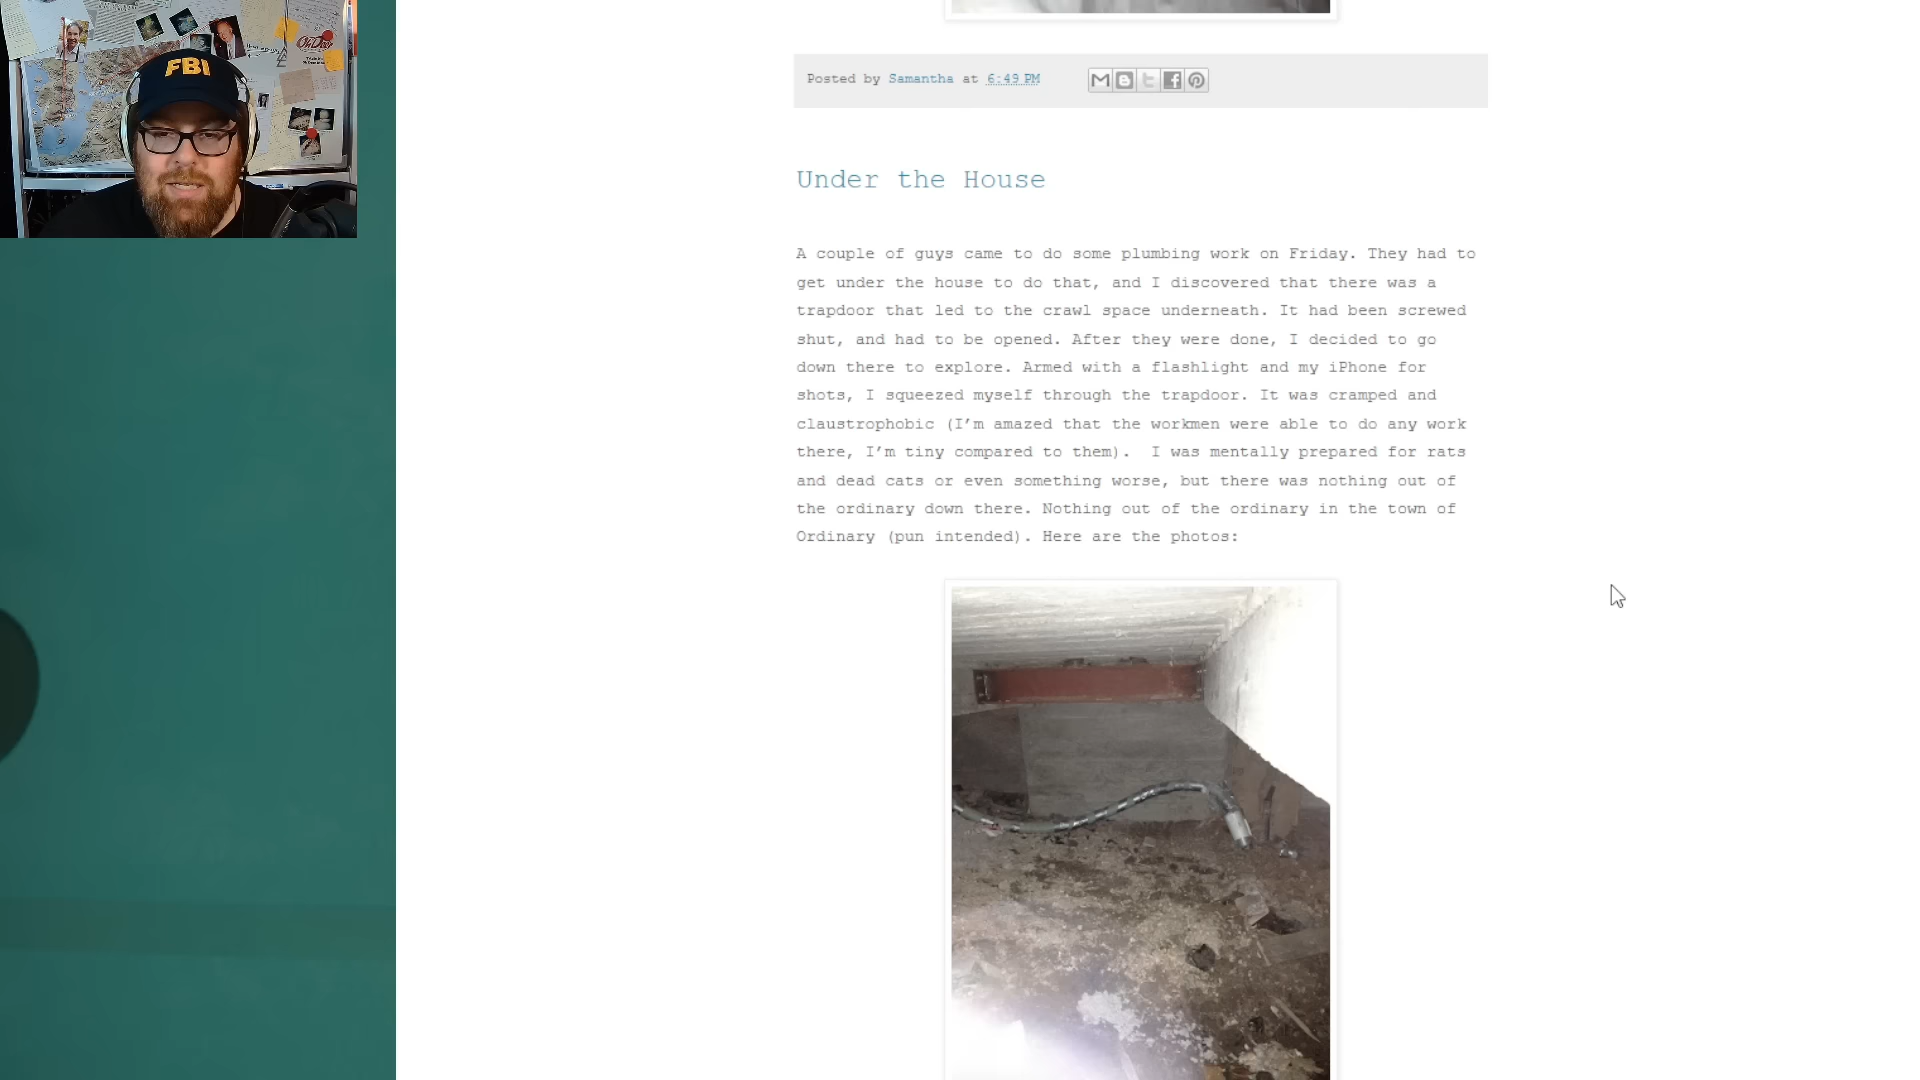 FBI
Posted by Samantha at 6:49 PM
Under the House
A couple of guys came to do some plumbing work on Friday. They had to
get under the house to do that, and I discovered that there was a
trapdoor that led to the crawl space underneath. It had been screwed
shut, and had to be opened. After they were done, I decided to go
down there to explore. Armed with a flashlight and my iPhone for
shots, I squeezed myself through the trapdoor. It was cramped and
claustrophobic (I’m amazed that the workmen were able to do any work
there, I’m tiny compared to them).  I was mentally prepared for rats
and dead cats or even something worse, but there was nothing out of
the ordinary down there. Nothing out of the ordinary in the town of
Ordinary (pun intended). Here are the photos: